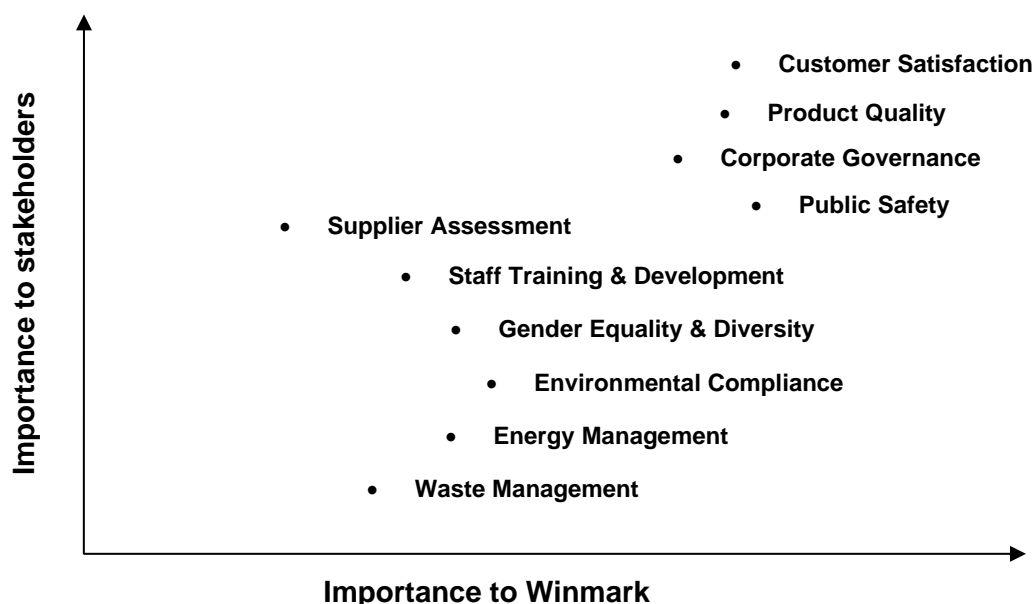 Importance to stakeholders
• Customer Satisfaction
• Product Quality
• Corporate Governance
• Public Safety
• Supplier Assessment
• Staff Training & Development
• Gender Equality & Diversity
• Environmental Compliance
• Energy Management
• Waste Management
Importance to Winmark